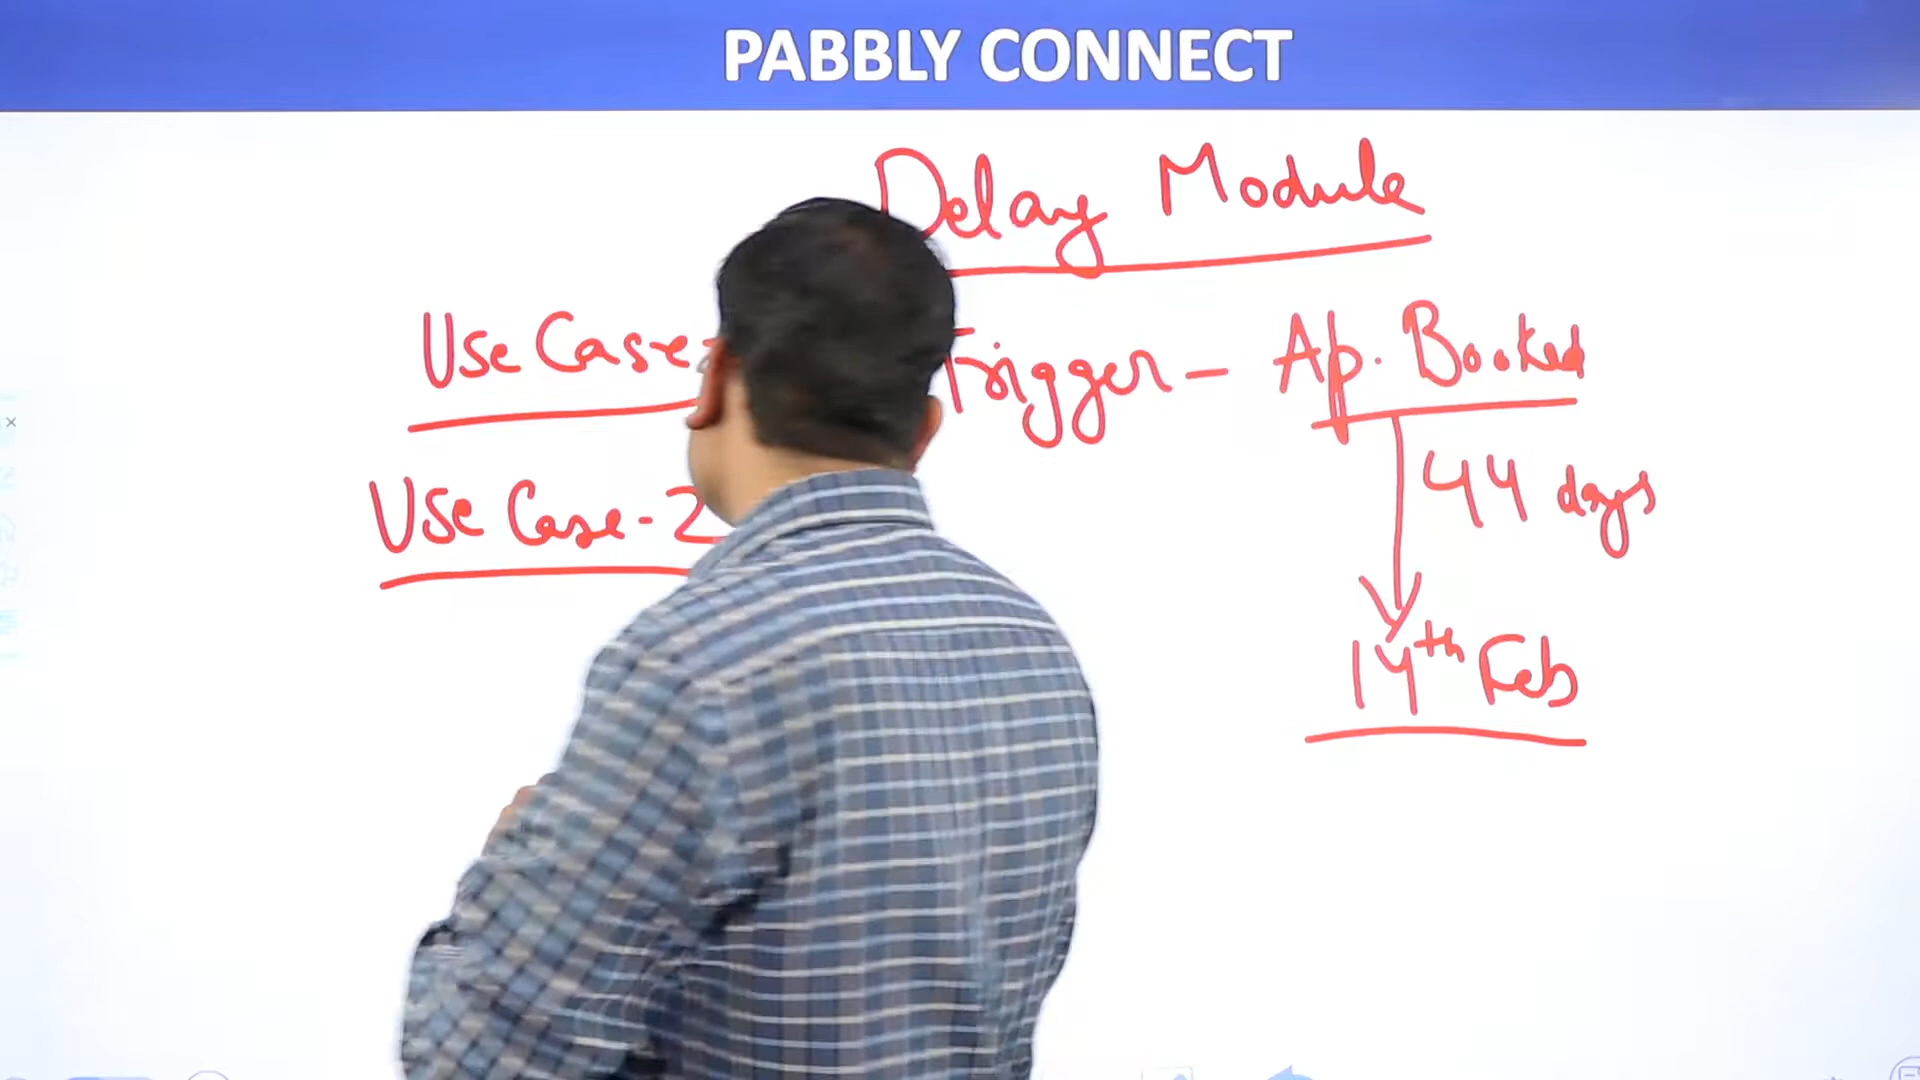 PABBLY CONNECT
Delay Module
Use Case- Trigger - Ap. Booked
44 days
Use Case-2
14th Feb